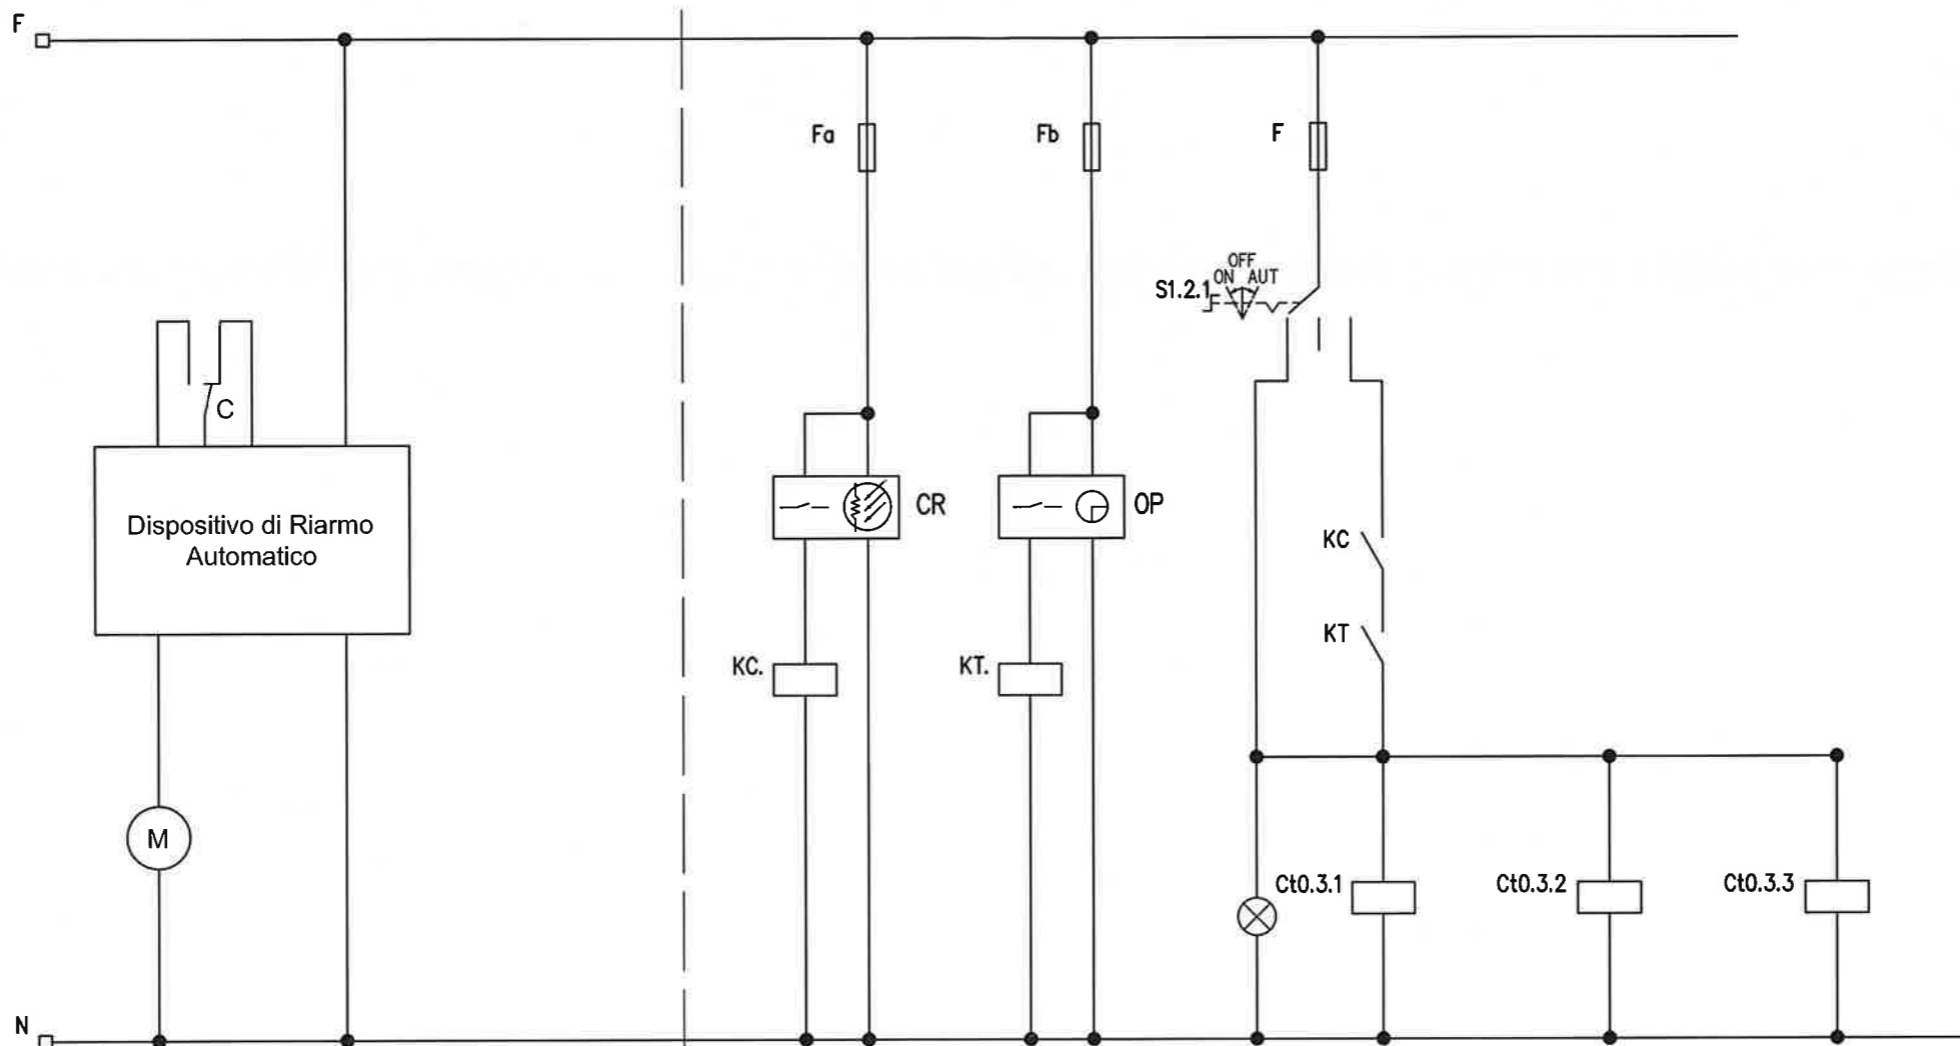 F
Fa
Fb
F
OFF
ON AUT
S1.2.1
C
Dispositivo di Riarmo
Automatico
CR
OP
KC
KT
KC.
KT.
M
Ct0.3.1
Ct0.3.2
Ct0.3.3
N